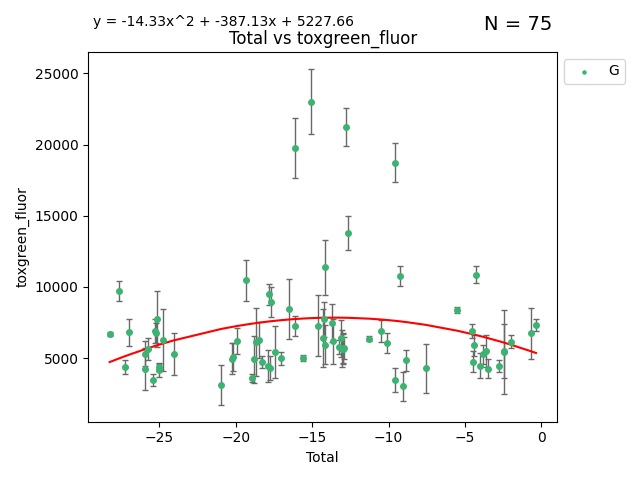 y = -14.33x^2 + -387.13x + 5227.66
N = 75
Total vs toxgreen_fluor
G
25000
20000
15000
10000
5000
toxgreen_fluor
−25 −20 −15 −10 −5 0
Total